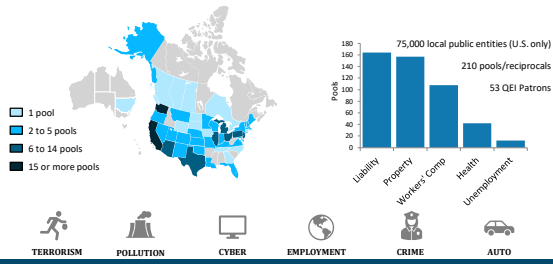 1 pool
2 to 5 pools
6 to 14 pools
15 or more pools
75,000 local public entities (U.S. only)
210 pools/reciprocals
53 QEI Patrons
Pools
180
160
140
120
100
80
60
40
20
0
Liability
Property
Workers' Comp
Health
Unemployment
TERRORISM
POLLUTION
CYBER
EMPLOYMENT
CRIME
AUTO